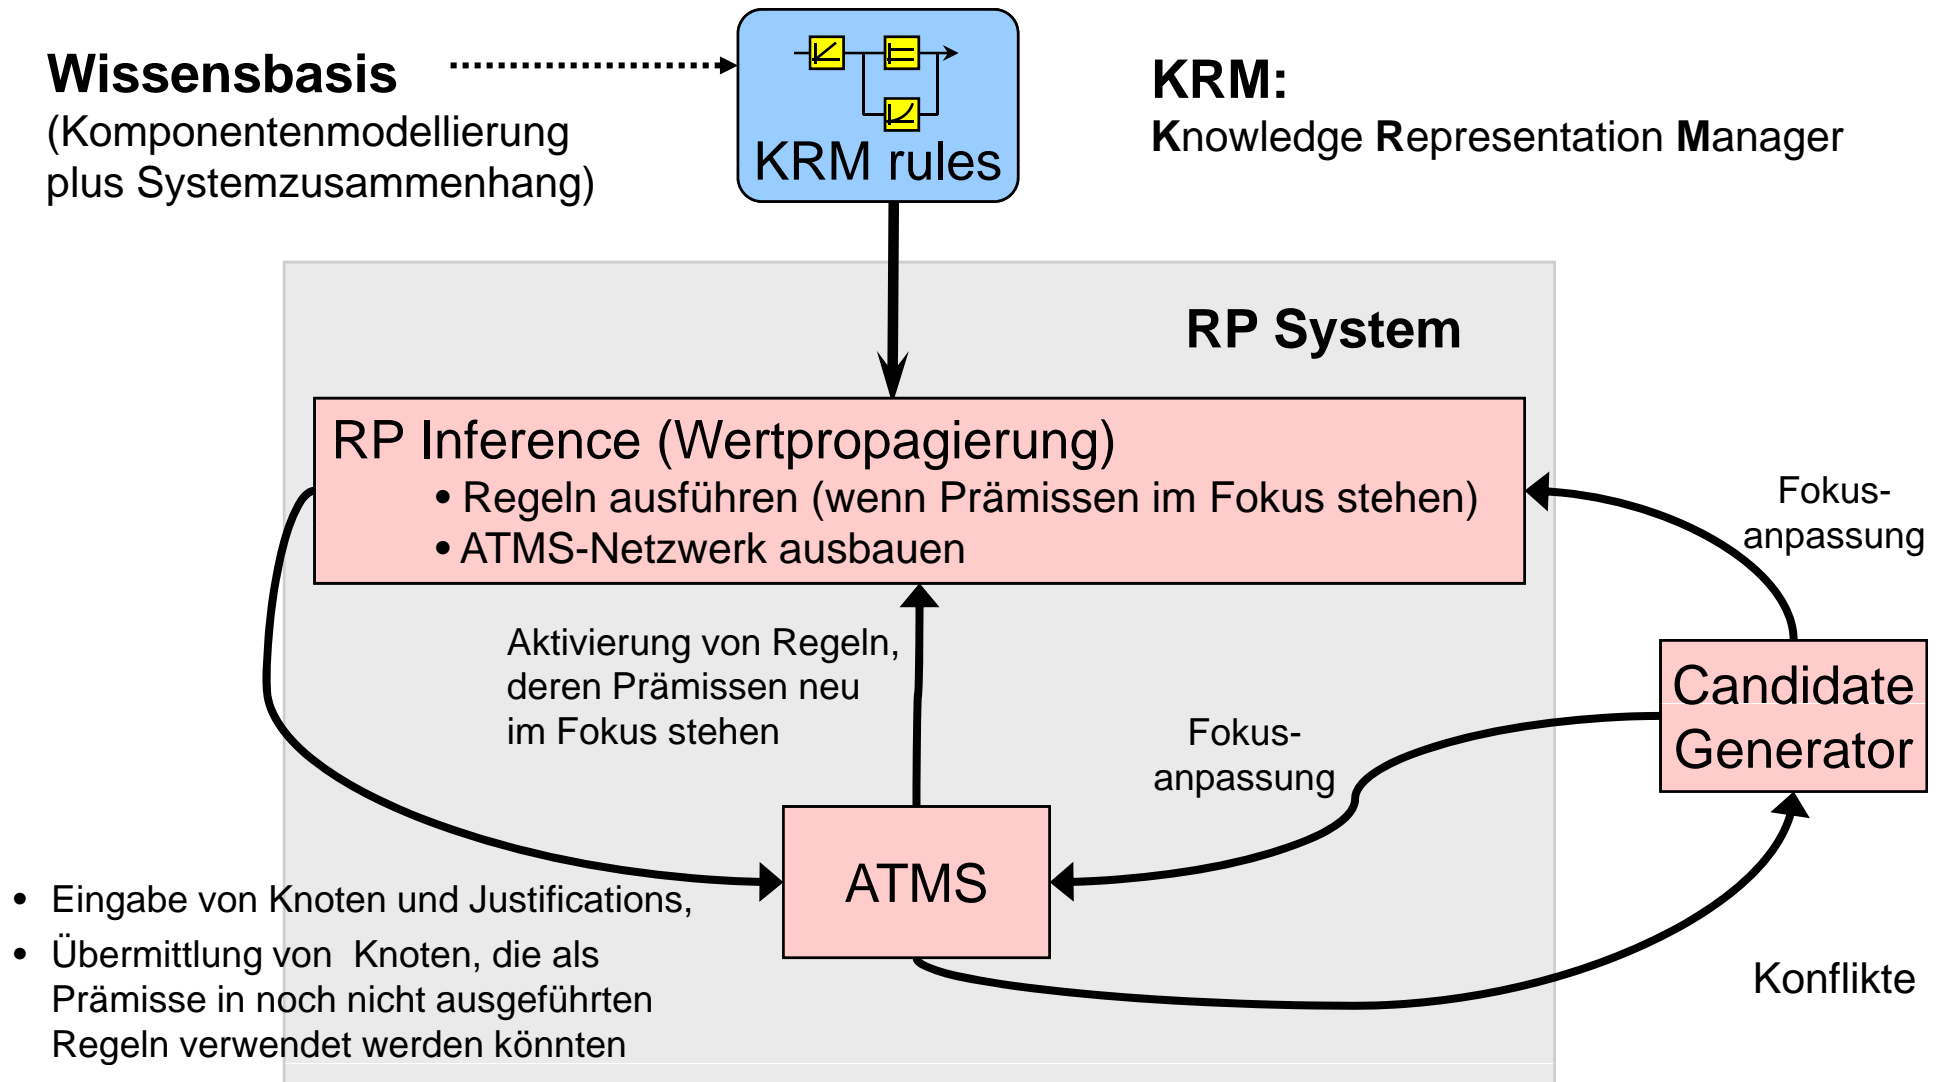 Wissensbasis
(Komponentenmodellierung
plus Systemzusammenhang)
KRM rules
KRM:
Knowledge Representation Manager
RP System
RP Inference (Wertpropagierung)
• Regeln ausführen (wenn Prämissen im Fokus stehen)
• ATMS-Netzwerk ausbauen
Fokus-
anpassung
Aktivierung von Regeln,
deren Prämissen neu
im Fokus stehen
Fokus-
anpassung
Candidate
Generator
ATMS
• Eingabe von Knoten und Justifications,
• Übermittlung von Knoten, die als
Prämisse in noch nicht ausgeführten
Regeln verwendet werden könnten
Konflikte